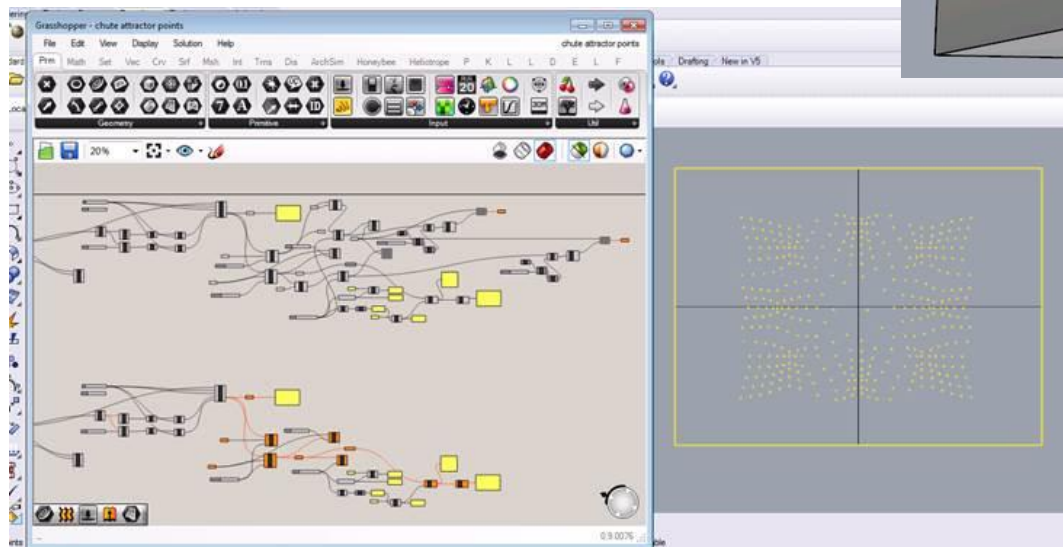 Grasshopper - chute attractor points
File Edit View Display Solution Help
chute attractor points
Prm Math Set Vec Crv Srf Msh Int Trns Dis ArchSim Honeybee Heliotrope P K L L D E L F
ols Drafting New in V5
Geometry
Primitive
Input
Util
20%
0.9.0076